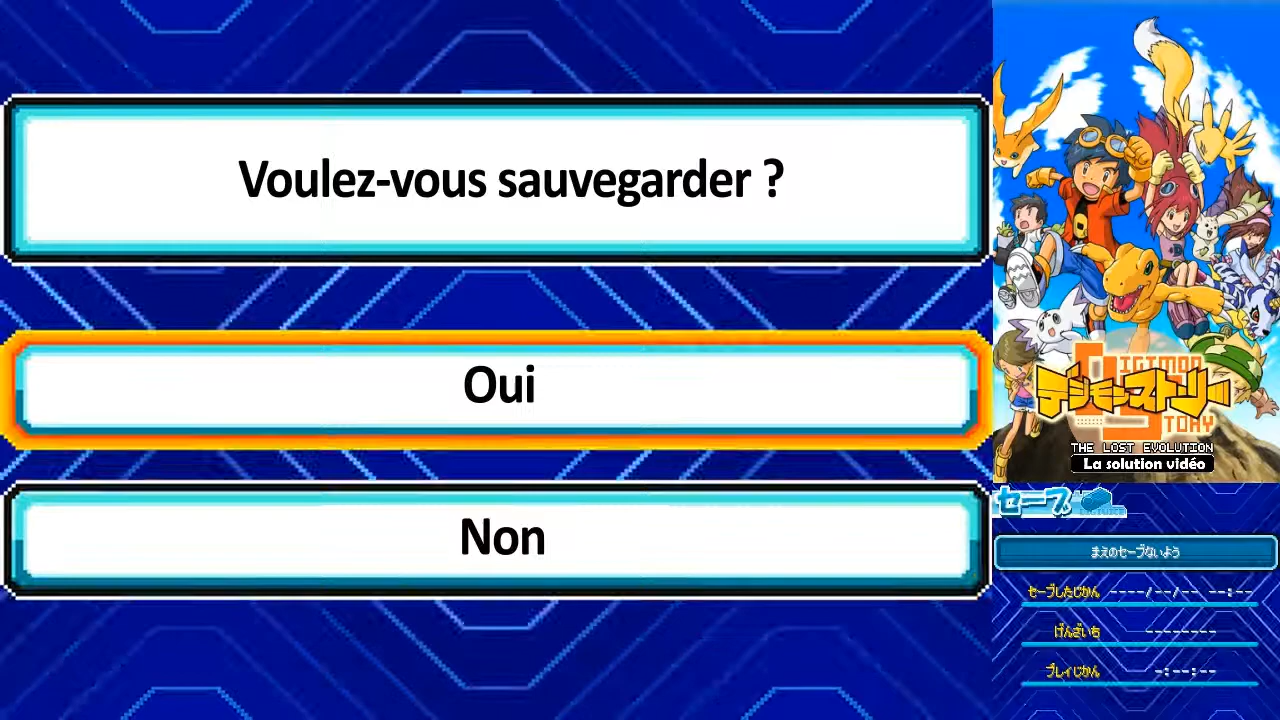 Voulez-vous sauvegarder ?
Oui
Non
DIGIMON
デジモンストーリー
STORY
THE LOST EVOLUTION
La solution vidéo
セーブ
まえのセーブないよう
セーブしたじかん ----/--/-- --:--
げんざいち --------
プレイじかん -:--:--